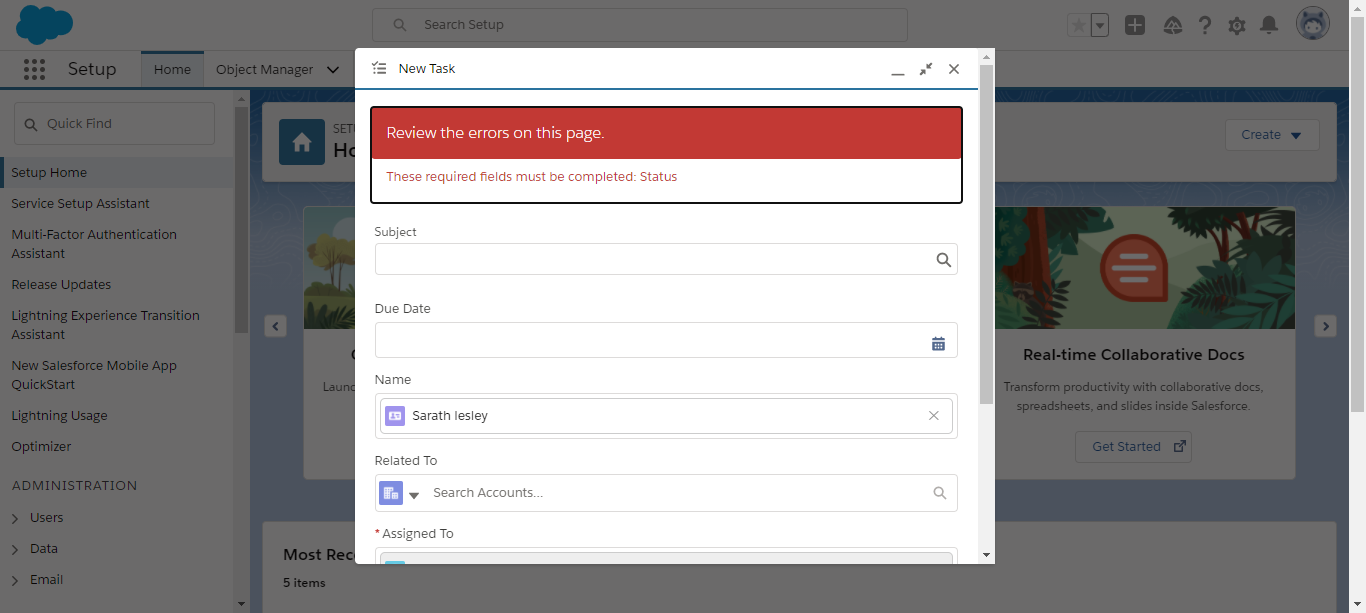 Search Setup
Setup
Home
Object Manager
New Task
Quick Find
Setup Home
Service Setup Assistant
Multi-Factor Authentication
Assistant
Release Updates
Lightning Experience Transition
Assistant
New Salesforce Mobile App
QuickStart
Lightning Usage
Optimizer
ADMINISTRATION
Users
Data
Email
Create
Review the errors on this page.
These required fields must be completed: Status
Subject
Due Date
Name
Sarath lesley
Related To
Search Accounts...
*Assigned To
Real-time Collaborative Docs
Transform productivity with collaborative docs,
spreadsheets, and slides inside Salesforce.
Get Started
Most Rec
5 items